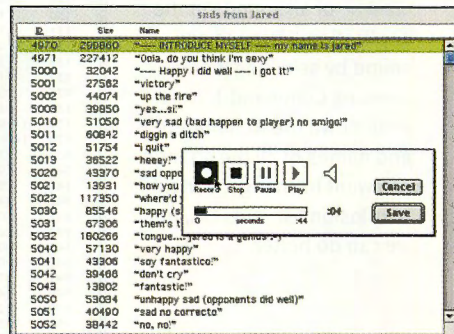 snds from Jared
ID Size Name
4970 299860 "---- INTRODUCE MYSELF ---- my name is jared"
4971 227412 "Oola, do you think I'm sexy"
5000 32042 "---- Happy I did well ---- I got it!"
5001 27562 "victory"
5002 44074 "up the fire"
5003 39850 "yes...si!"
5010 51050 "very sad (bad happen to player) no amigo!"
5011 60842 "diggin a ditch"
5012 51754 "i quit"
5013 36522 "heeey!"
5020 43370 "sad oppo
5021 13931 "how you
5022 117350 "where'd
5030 85546 "happy (s
5031 67306 "them's t
5032 160266 "tongue.... jared is a genius
5040 57130 "very happy"
5041 43306 "soy fantastico!"
5042 39466 "don't cry"
5043 13802 "fantastic!"
5050 53034 "unhappy sad (opponents did well)"
5051 40490 "sad no correcto"
5052 38442 "no, no!"
Record Stop Pause Play
Cancel
:04
0 seconds :44
Save